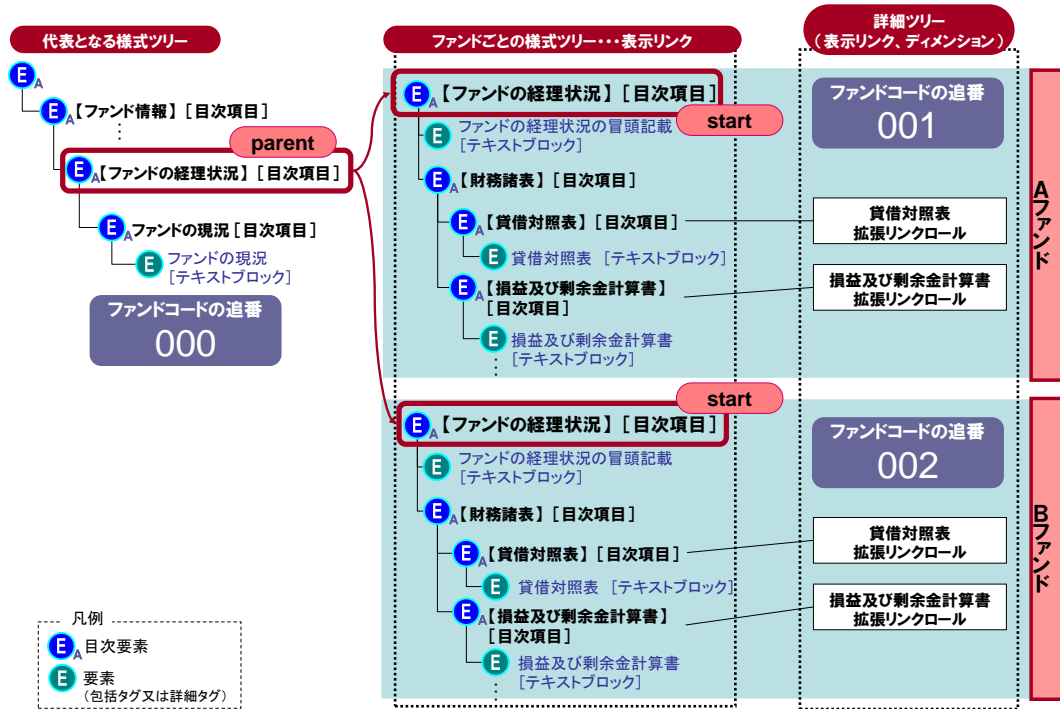 代表となる様式ツリー
E
A
E
A
【ファンド情報】［目次項目］
⋮
parent
E
A
【ファンドの経理状況】［目次項目］
E
A
ファンドの現況［目次項目］
E
ファンドの現況
［テキストブロック］
ファンドコードの追番
000
凡例
E
A
目次要素
E
要素
（包括タグ又は詳細タグ）
ファンドごとの様式ツリー・・・表示リンク
E
A
【ファンドの経理状況】［目次項目］
start
E
ファンドの経理状況の冒頭記載
［テキストブロック］
E
A
【財務諸表】［目次項目］
E
A
【貸借対照表】［目次項目］
E
貸借対照表　［テキストブロック］
E
A
【損益及び剰余金計算書】
［目次項目］
E
損益及び剰余金計算書
［テキストブロック］
⋮
start
E
A
【ファンドの経理状況】［目次項目］
E
ファンドの経理状況の冒頭記載
［テキストブロック］
E
A
【財務諸表】［目次項目］
E
A
【貸借対照表】［目次項目］
E
貸借対照表　［テキストブロック］
E
A
【損益及び剰余金計算書】
［目次項目］
E
損益及び剰余金計算書
［テキストブロック］
⋮
詳細ツリー
（表示リンク、ディメンション）
ファンドコードの追番
001
貸借対照表
拡張リンクロール
損益及び剰余金計算書
拡張リンクロール
Aファンド
ファンドコードの追番
002
貸借対照表
拡張リンクロール
損益及び剰余金計算書
拡張リンクロール
Bファンド